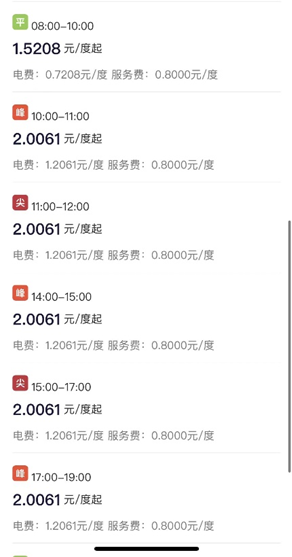 平 08:00–10:00
1.5208 元/度起
电费：0.7208元/度 服务费：0.8000元/度
峰 10:00–11:00
2.0061 元/度起
电费：1.2061元/度 服务费：0.8000元/度
尖 11:00–12:00
2.0061 元/度起
电费：1.2061元/度 服务费：0.8000元/度
峰 14:00–15:00
2.0061 元/度起
电费：1.2061元/度 服务费：0.8000元/度
尖 15:00–17:00
2.0061 元/度起
电费：1.2061元/度 服务费：0.8000元/度
峰 17:00–19:00
2.0061 元/度起
电费：1.2061元/度 服务费：0.8000元/度